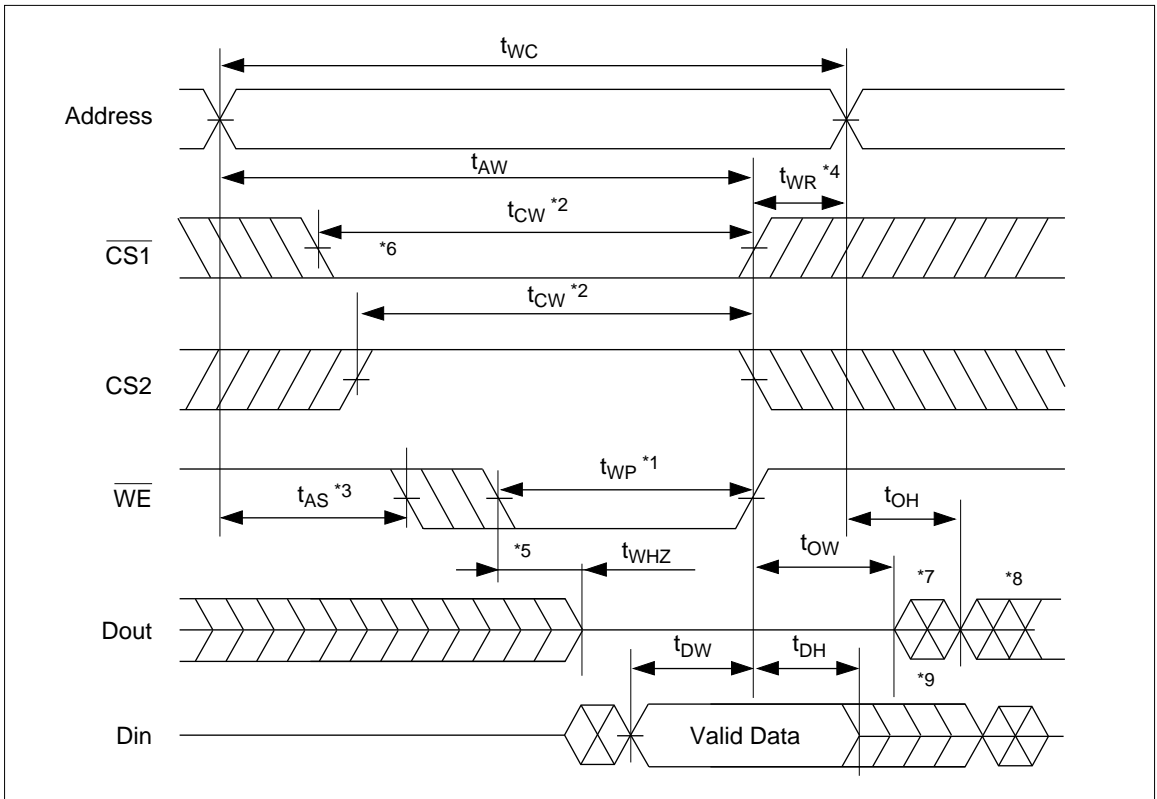 tWC
Address
tAW
tWR *4
tCW *2
CS1
*6
tCW *2
CS2
WE
tWP *1
tAS *3
tOH
*5
tWHZ
tOW
*7
*8
Dout
tDW
tDH
*9
Din
Valid Data